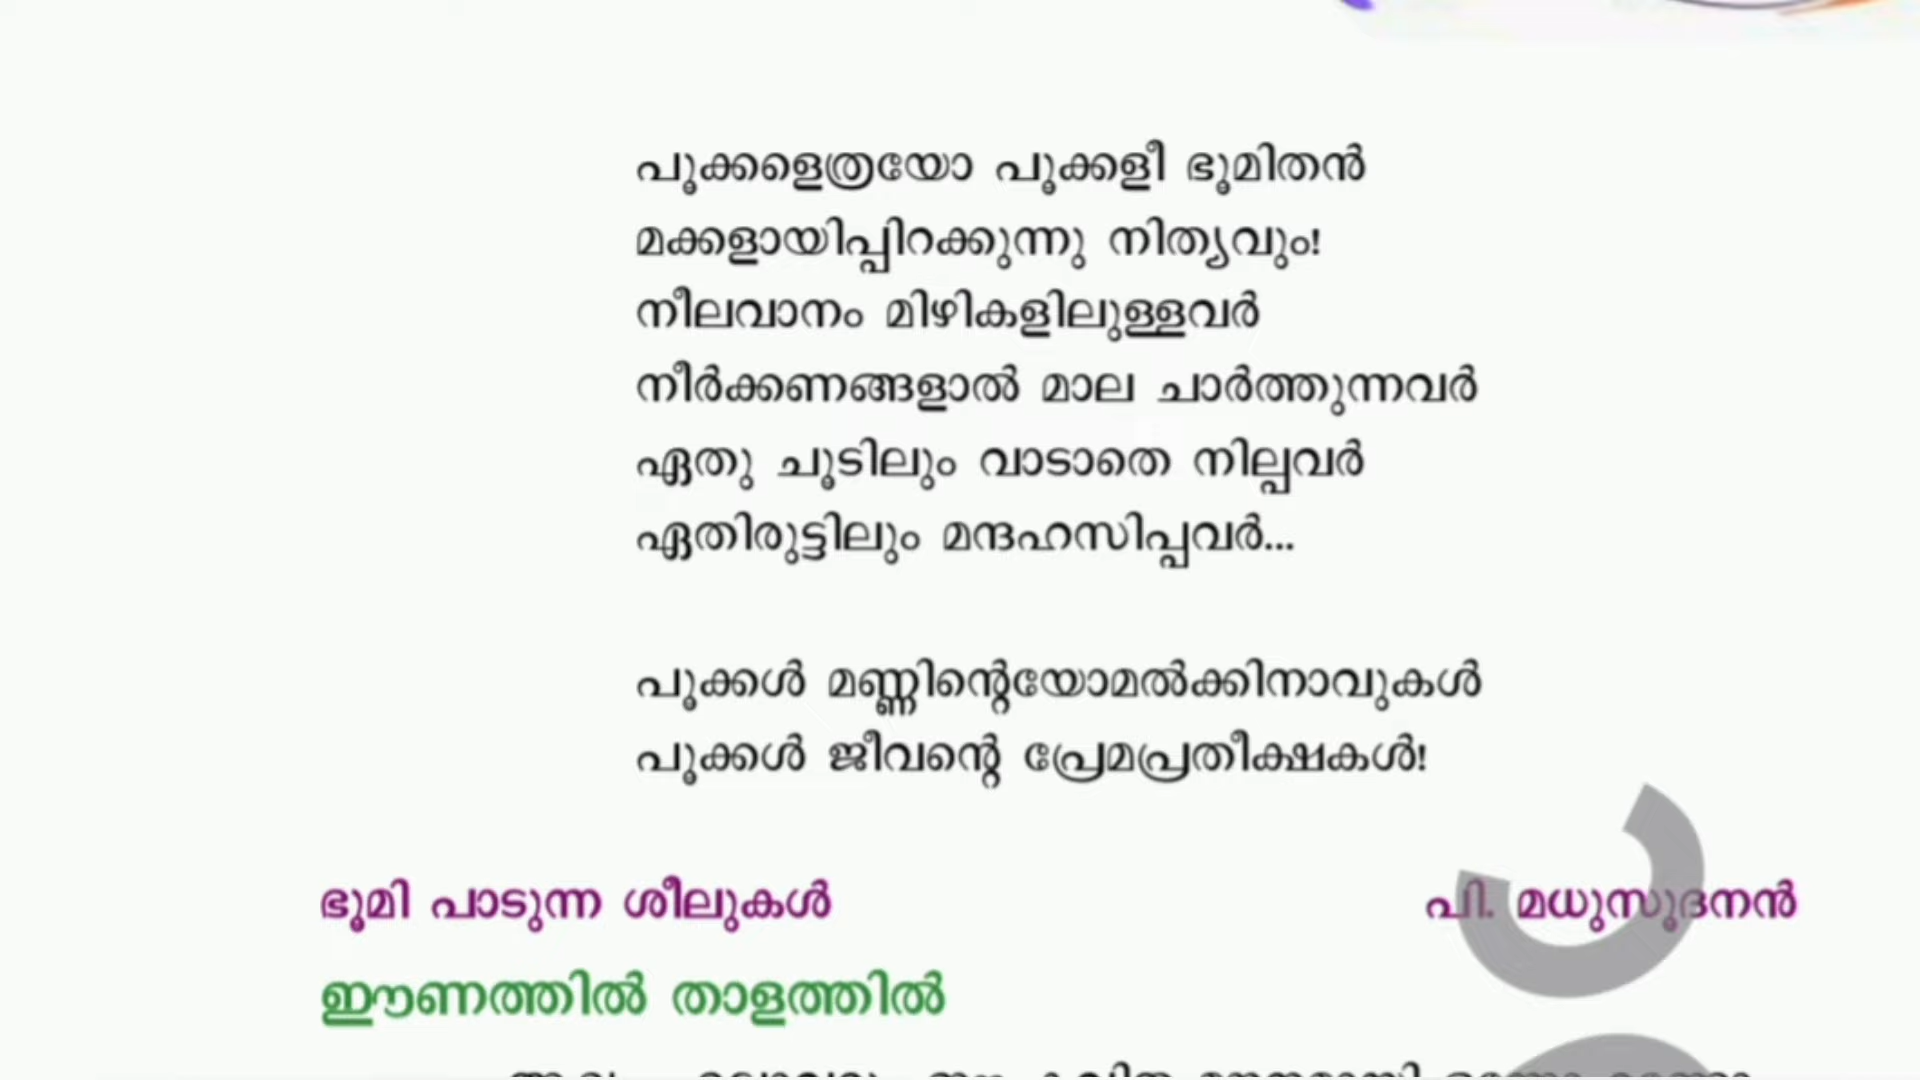 പൂക്കളെത്രയോ പൂക്കളീ ഭൂമിതൻ
മക്കളായിപ്പിറക്കുന്നു നിത്യവും!
നീലവാനം മിഴികളിലുള്ളവർ
നീർക്കണങ്ങളാൽ മാല ചാർത്തുന്നവർ
ഏതു ചൂടിലും വാടാതെ നില്പവർ
ഏതിരുട്ടിലും മന്ദഹസിപ്പവർ...
പൂക്കൾ മണ്ണിന്റെയോമൽക്കിനാവുകൾ
പൂക്കൾ ജീവന്റെ പ്രേമപ്രതീക്ഷകൾ!
ഭൂമി പാടുന്ന ശീലുകൾ പി. മധുസൂദനൻ
ഈണത്തിൽ താളത്തിൽ